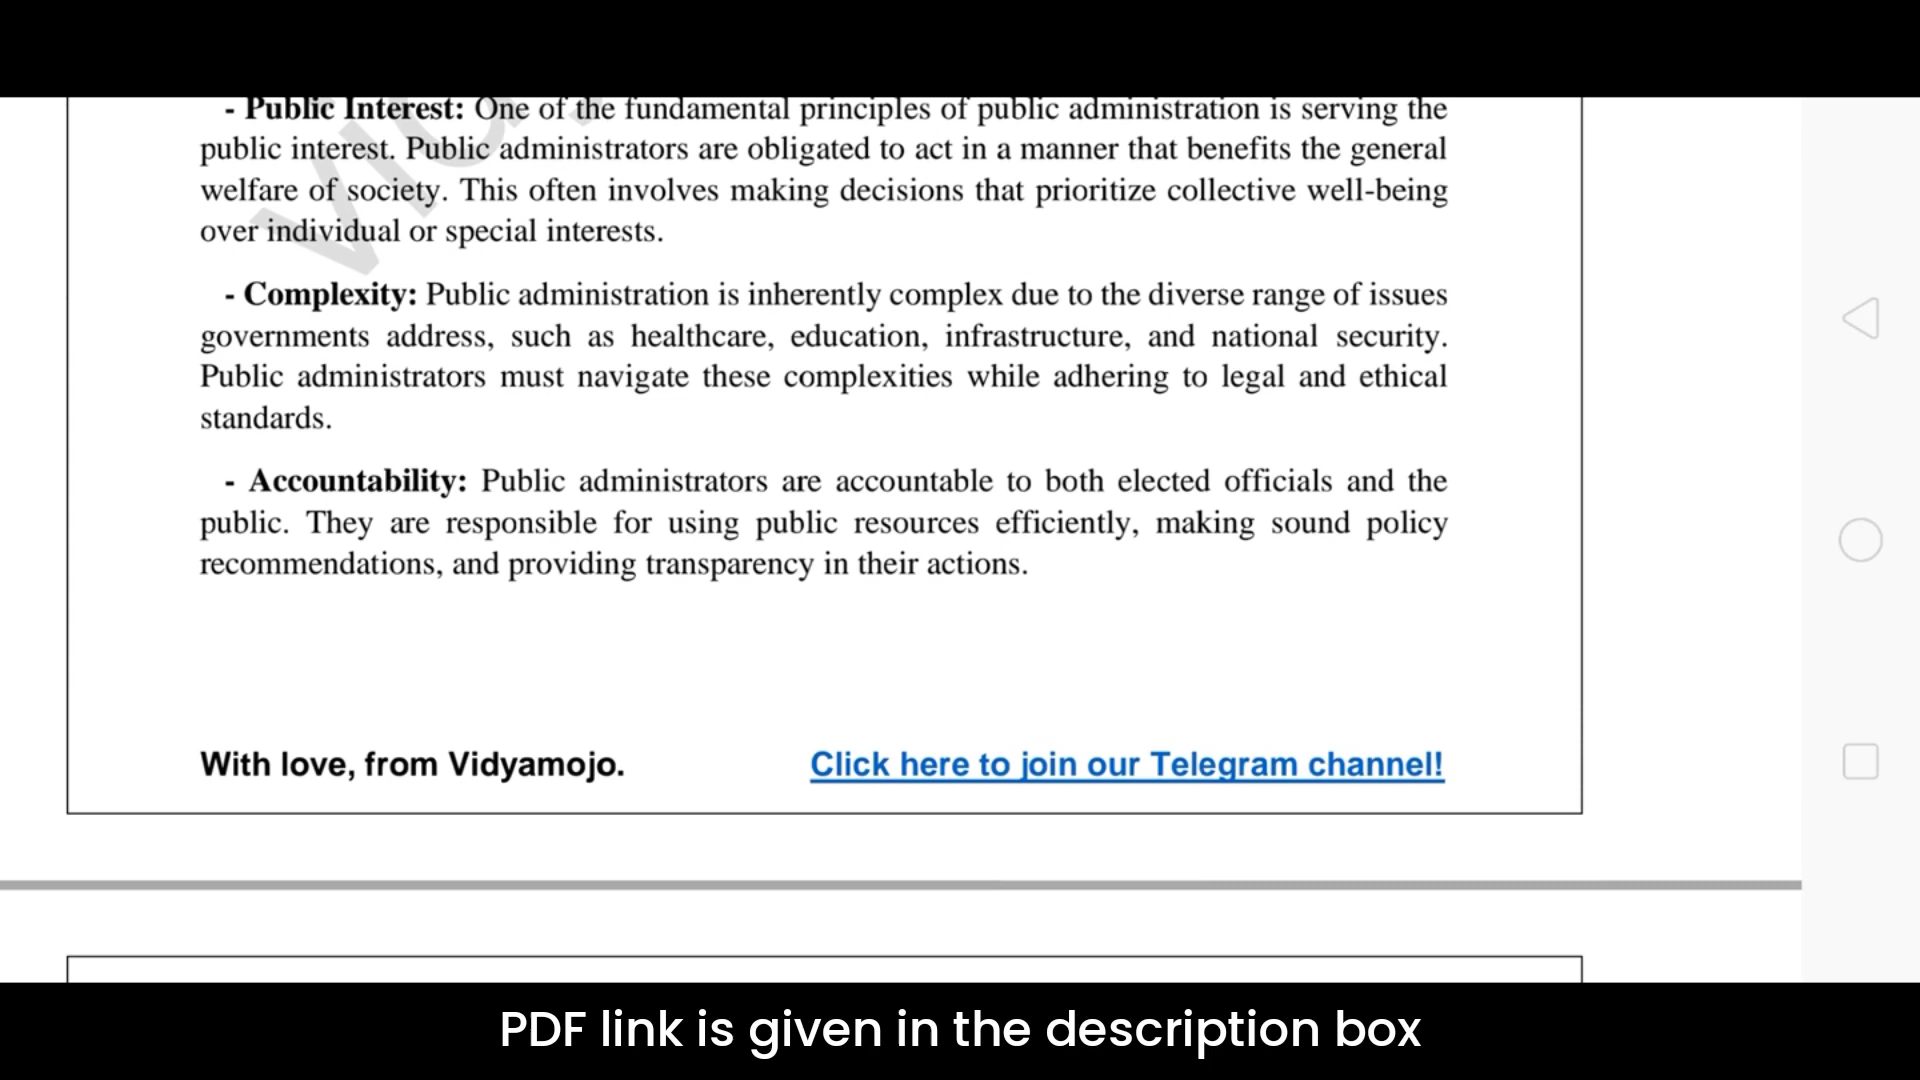 - Public Interest: One of the fundamental principles of public administration is serving the
public interest. Public administrators are obligated to act in a manner that benefits the general
welfare of society. This often involves making decisions that prioritize collective well-being
over individual or special interests.
- Complexity: Public administration is inherently complex due to the diverse range of issues
governments address, such as healthcare, education, infrastructure, and national security.
Public administrators must navigate these complexities while adhering to legal and ethical
standards.
- Accountability: Public administrators are accountable to both elected officials and the
public. They are responsible for using public resources efficiently, making sound policy
recommendations, and providing transparency in their actions.
With love, from Vidyamojo.
Click here to join our Telegram channel!
PDF link is given in the description box